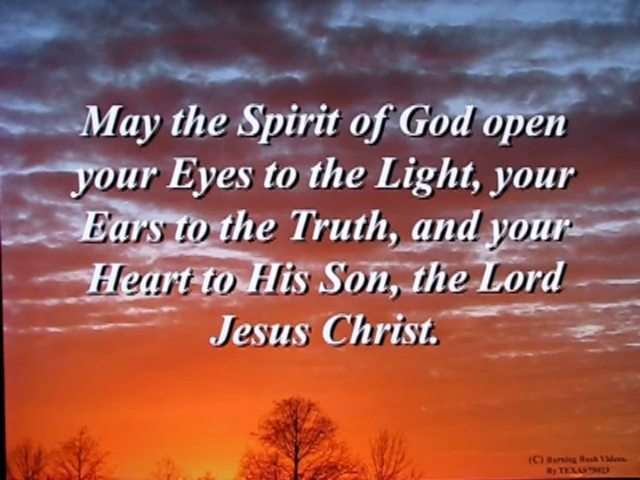 May the Spirit of God open
your Eyes to the Light, your
Ears to the Truth, and your
Heart to His Son, the Lord
Jesus Christ.
(C) Burning Bush Videos.
By TEXAS75023